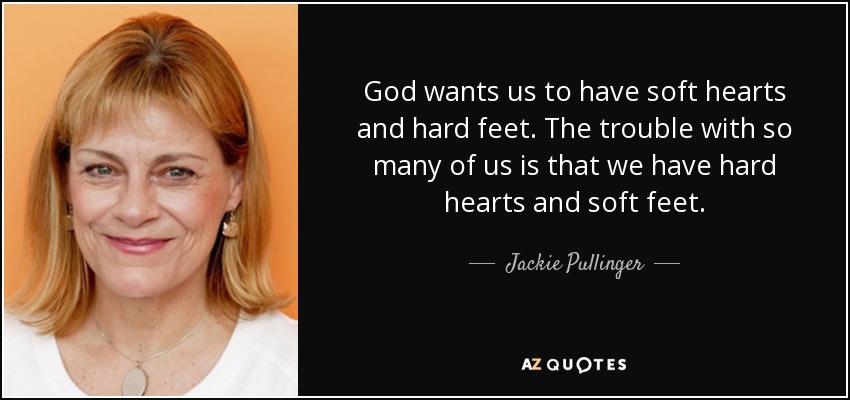 God wants us to have soft hearts
and hard feet. The trouble with so
many of us is that we have hard
hearts and soft feet.
Jackie Pullinger
AZ QUOTES